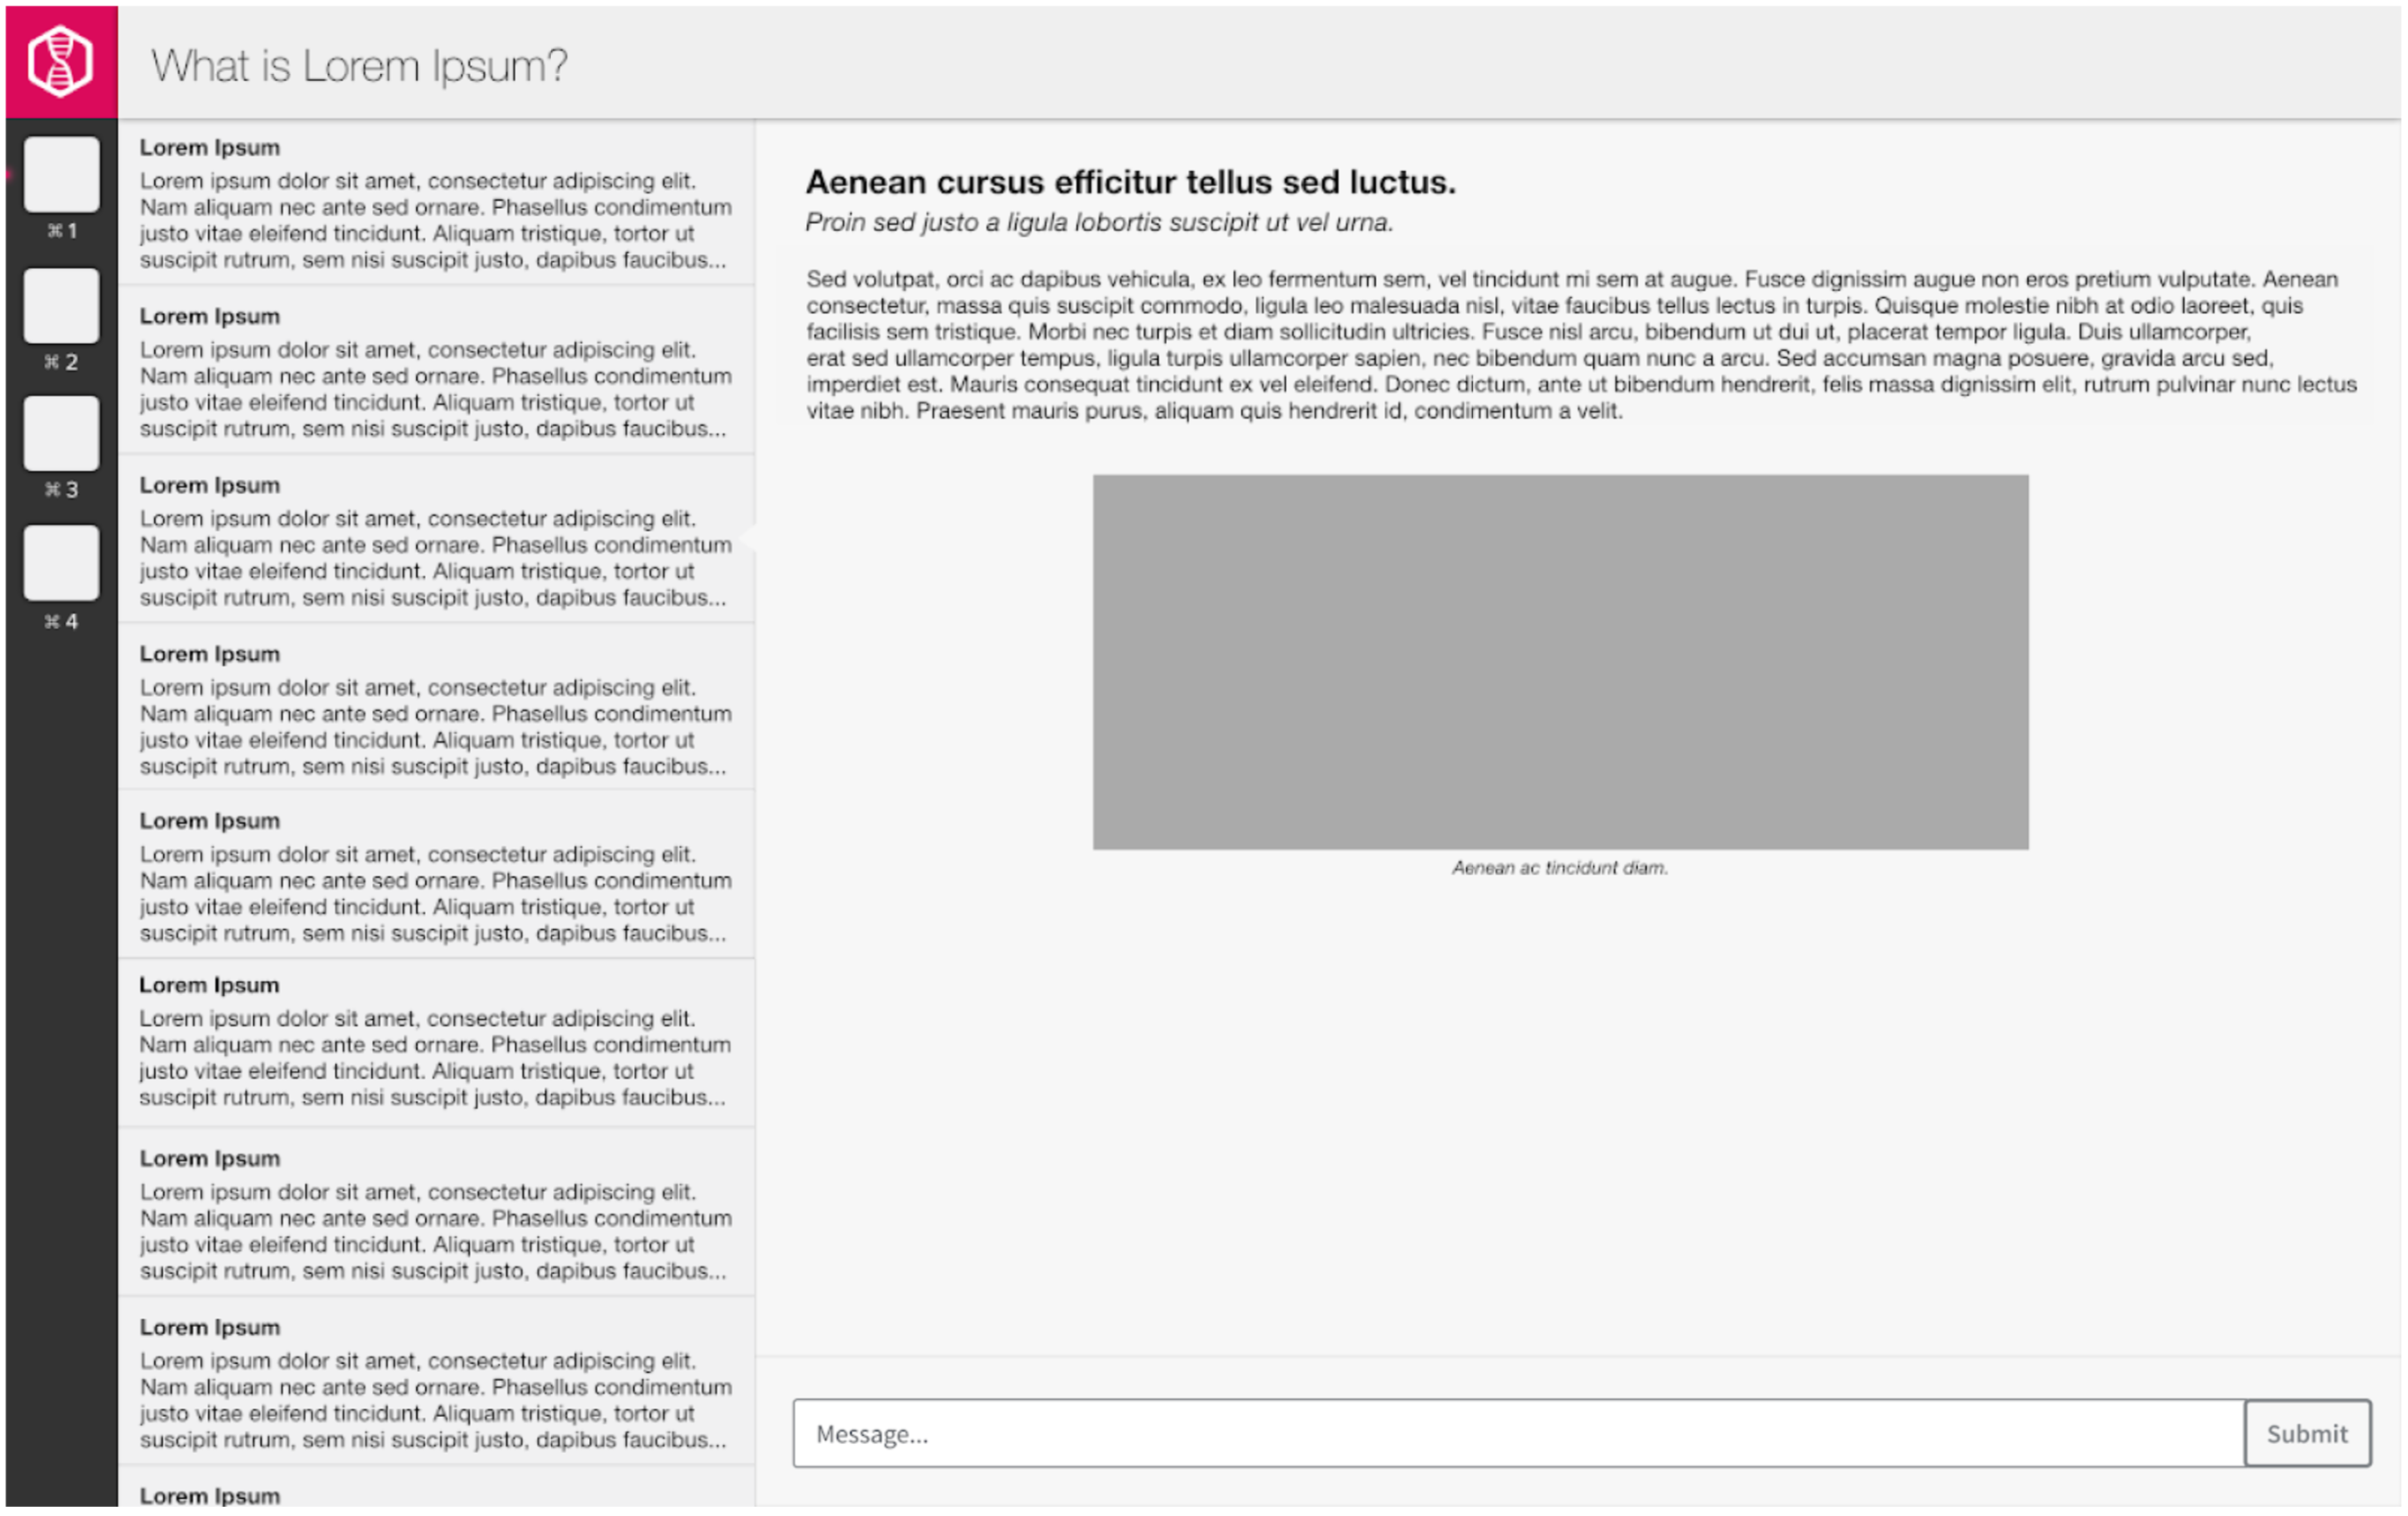 What is Lorem Ipsum?
⌘1
⌘2
⌘3
⌘4
Lorem Ipsum
Lorem ipsum dolor sit amet, consectetur adipiscing elit.
Nam aliquam nec ante sed ornare. Phasellus condimentum
justo vitae eleifend tincidunt. Aliquam tristique, tortor ut
suscipit rutrum, sem nisi suscipit justo, dapibus faucibus...
Lorem Ipsum
Lorem ipsum dolor sit amet, consectetur adipiscing elit.
Nam aliquam nec ante sed ornare. Phasellus condimentum
justo vitae eleifend tincidunt. Aliquam tristique, tortor ut
suscipit rutrum, sem nisi suscipit justo, dapibus faucibus...
Lorem Ipsum
Lorem ipsum dolor sit amet, consectetur adipiscing elit.
Nam aliquam nec ante sed ornare. Phasellus condimentum
justo vitae eleifend tincidunt. Aliquam tristique, tortor ut
suscipit rutrum, sem nisi suscipit justo, dapibus faucibus...
Lorem Ipsum
Lorem ipsum dolor sit amet, consectetur adipiscing elit.
Nam aliquam nec ante sed ornare. Phasellus condimentum
justo vitae eleifend tincidunt. Aliquam tristique, tortor ut
suscipit rutrum, sem nisi suscipit justo, dapibus faucibus...
Lorem Ipsum
Lorem ipsum dolor sit amet, consectetur adipiscing elit.
Nam aliquam nec ante sed ornare. Phasellus condimentum
justo vitae eleifend tincidunt. Aliquam tristique, tortor ut
suscipit rutrum, sem nisi suscipit justo, dapibus faucibus...
Lorem Ipsum
Lorem ipsum dolor sit amet, consectetur adipiscing elit.
Nam aliquam nec ante sed ornare. Phasellus condimentum
justo vitae eleifend tincidunt. Aliquam tristique, tortor ut
suscipit rutrum, sem nisi suscipit justo, dapibus faucibus...
Lorem Ipsum
Lorem ipsum dolor sit amet, consectetur adipiscing elit.
Nam aliquam nec ante sed ornare. Phasellus condimentum
justo vitae eleifend tincidunt. Aliquam tristique, tortor ut
suscipit rutrum, sem nisi suscipit justo, dapibus faucibus...
Lorem Ipsum
Lorem ipsum dolor sit amet, consectetur adipiscing elit.
Nam aliquam nec ante sed ornare. Phasellus condimentum
justo vitae eleifend tincidunt. Aliquam tristique, tortor ut
suscipit rutrum, sem nisi suscipit justo, dapibus faucibus...
Lorem Ipsum
Aenean cursus efficitur tellus sed luctus.
Proin sed justo a ligula lobortis suscipit ut vel urna.
Sed volutpat, orci ac dapibus vehicula, ex leo fermentum sem, vel tincidunt mi sem at augue. Fusce dignissim augue non eros pretium vulputate. Aenean
consectetur, massa quis suscipit commodo, ligula leo malesuada nisl, vitae faucibus tellus lectus in turpis. Quisque molestie nibh at odio laoreet, quis
facilisis sem tristique. Morbi nec turpis et diam sollicitudin ultricies. Fusce nisl arcu, bibendum ut dui ut, placerat tempor ligula. Duis ullamcorper,
erat sed ullamcorper tempus, ligula turpis ullamcorper sapien, nec bibendum quam nunc a arcu. Sed accumsan magna posuere, gravida arcu sed,
imperdiet est. Mauris consequat tincidunt ex vel eleifend. Donec dictum, ante ut bibendum hendrerit, felis massa dignissim elit, rutrum pulvinar nunc lectus
vitae nibh. Praesent mauris purus, aliquam quis hendrerit id, condimentum a velit.
Aenean ac tincidunt diam.
Message...
Submit